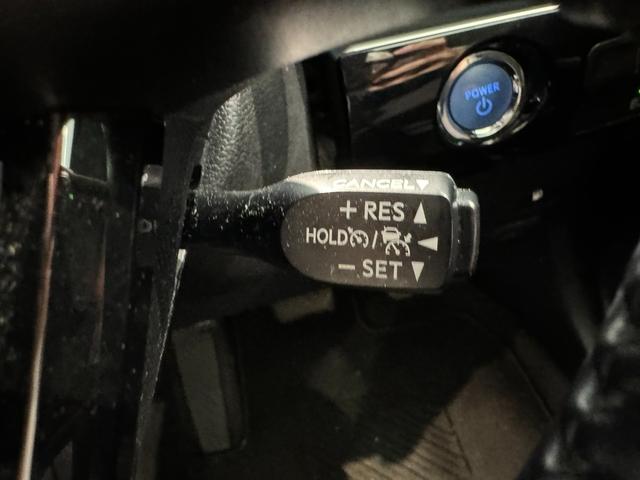 POWER
CANCEL
+ RES
HOLD /
− SET